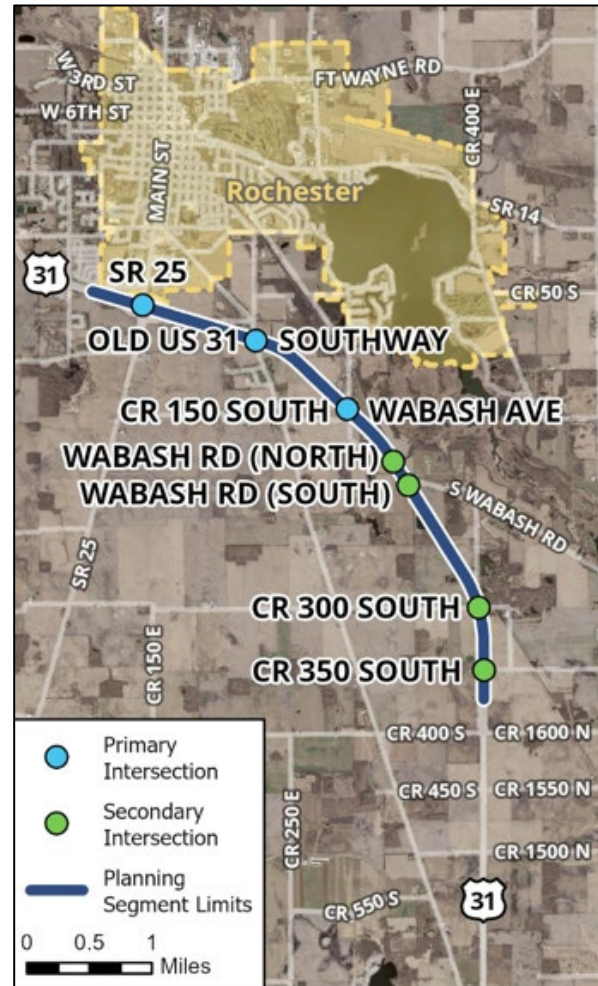 FT WAYNE RD
W 3RD ST
W 6TH ST
CR 400 E
MAIN ST
Rochester
SR 14
31
SR 25
CR 50 S
OLD US 31
SOUTHWAY
CR 150 SOUTH
WABASH AVE
WABASH RD (NORTH)
WABASH RD (SOUTH)
S WABASH RD
SR 25
CR 300 SOUTH
CR 150 E
CR 350 SOUTH
CR 400 S
CR 1600 N
CR 450 S
CR 1550 N
CR 250 E
CR 1500 N
31
CR 550 S
Primary
Intersection
Secondary
Intersection
Planning
Segment Limits
0 0.5 1
Miles